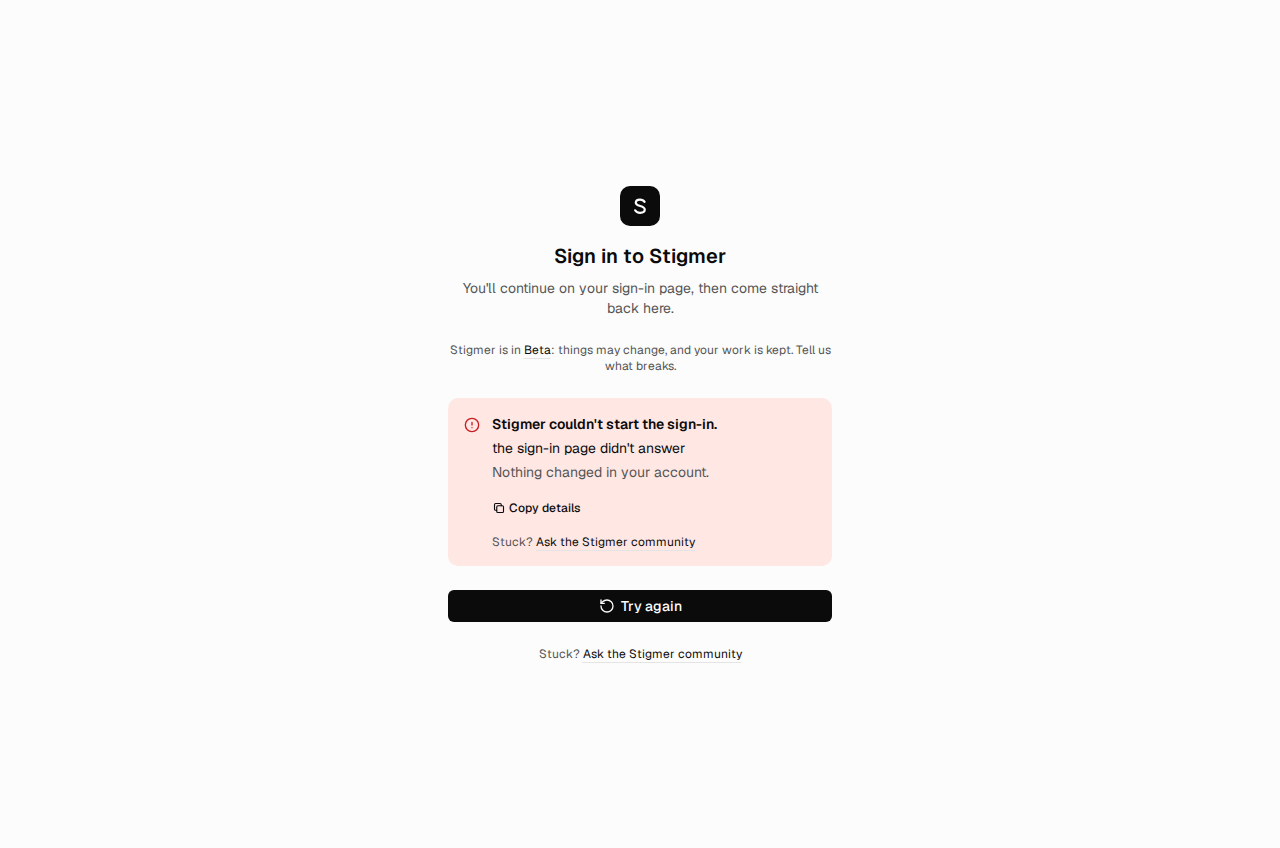 S
Sign in to Stigmer
You'll continue on your sign-in page, then come straight
back here.
Stigmer is in Beta: things may change, and your work is kept. Tell us
what breaks.
Stigmer couldn't start the sign-in.
the sign-in page didn't answer
Nothing changed in your account.
Copy details
Stuck? Ask the Stigmer community
Try again
Stuck? Ask the Stigmer community